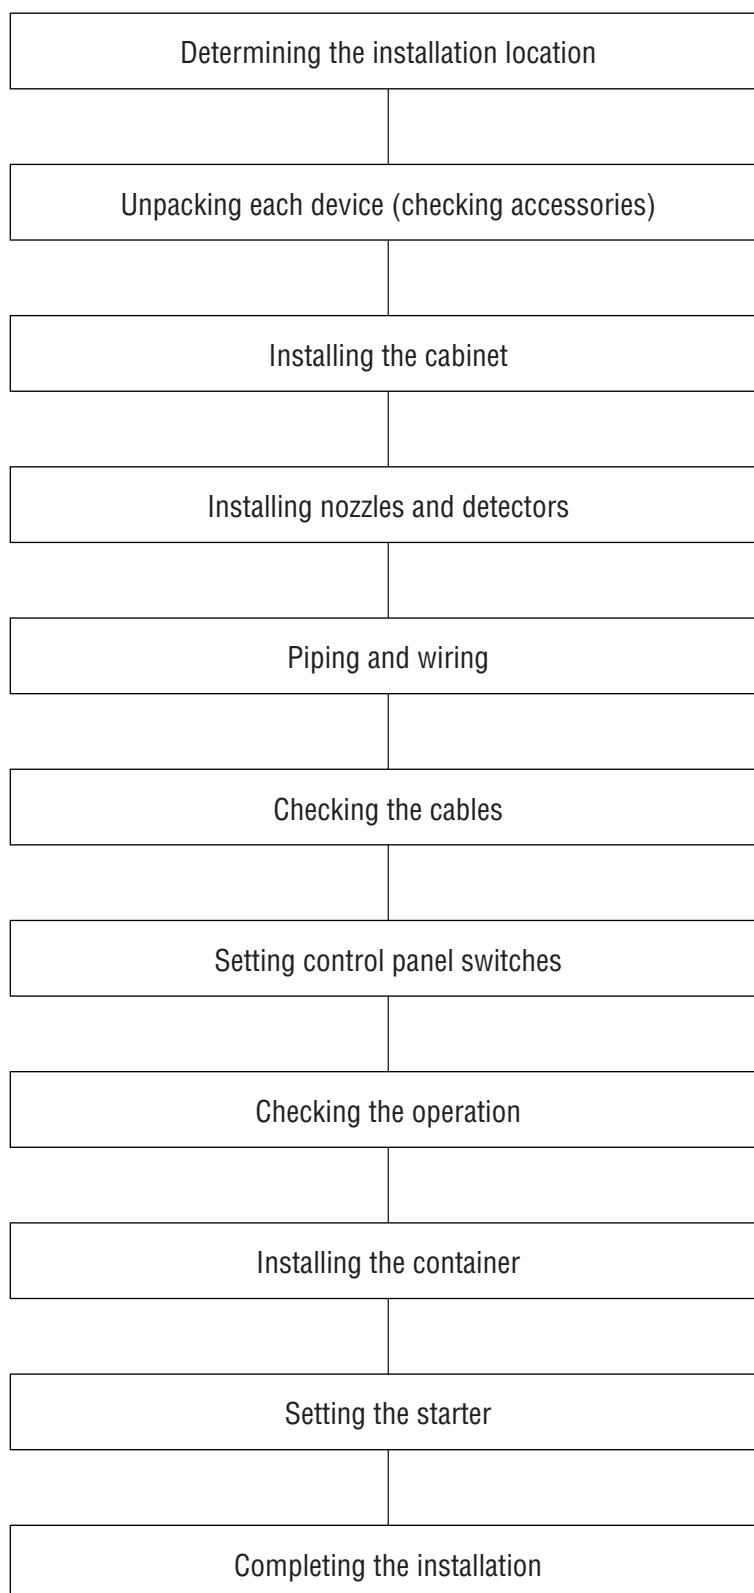 Determining the installation location
Unpacking each device (checking accessories)
Installing the cabinet
Installing nozzles and detectors
Piping and wiring
Checking the cables
Setting control panel switches
Checking the operation
Installing the container
Setting the starter
Completing the installation